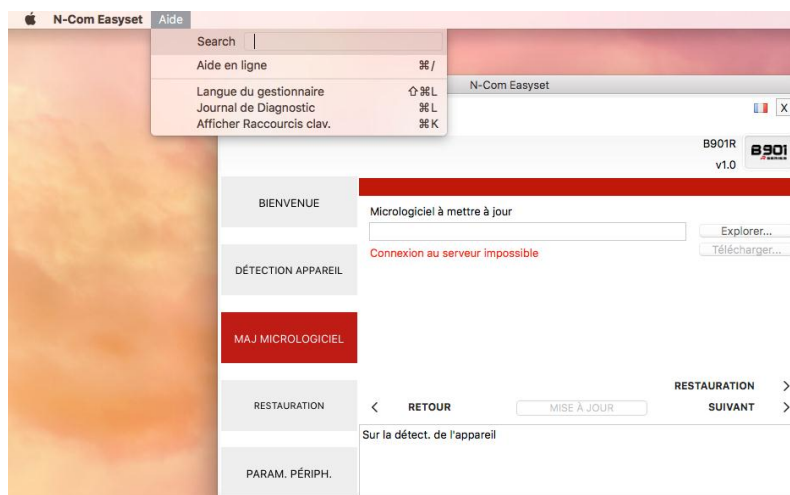 N-Com Easyset Aide
Search
Aide en ligne ⌘/
Langue du gestionnaire ⇧⌘L
Journal de Diagnostic ⌘L
Afficher Raccourcis clav. ⌘K
N-Com Easyset
X
B901R
v1.0
B901
R SERIES
BIENVENUE
Micrologiciel à mettre à jour
Explorer...
Connexion au serveur impossible
Télécharger...
DÉTECTION APPAREIL
MAJ MICROLOGICIEL
RESTAURATION >
RESTAURATION
< RETOUR
MISE À JOUR
SUIVANT >
Sur la détect. de l'appareil
PARAM. PÉRIPH.